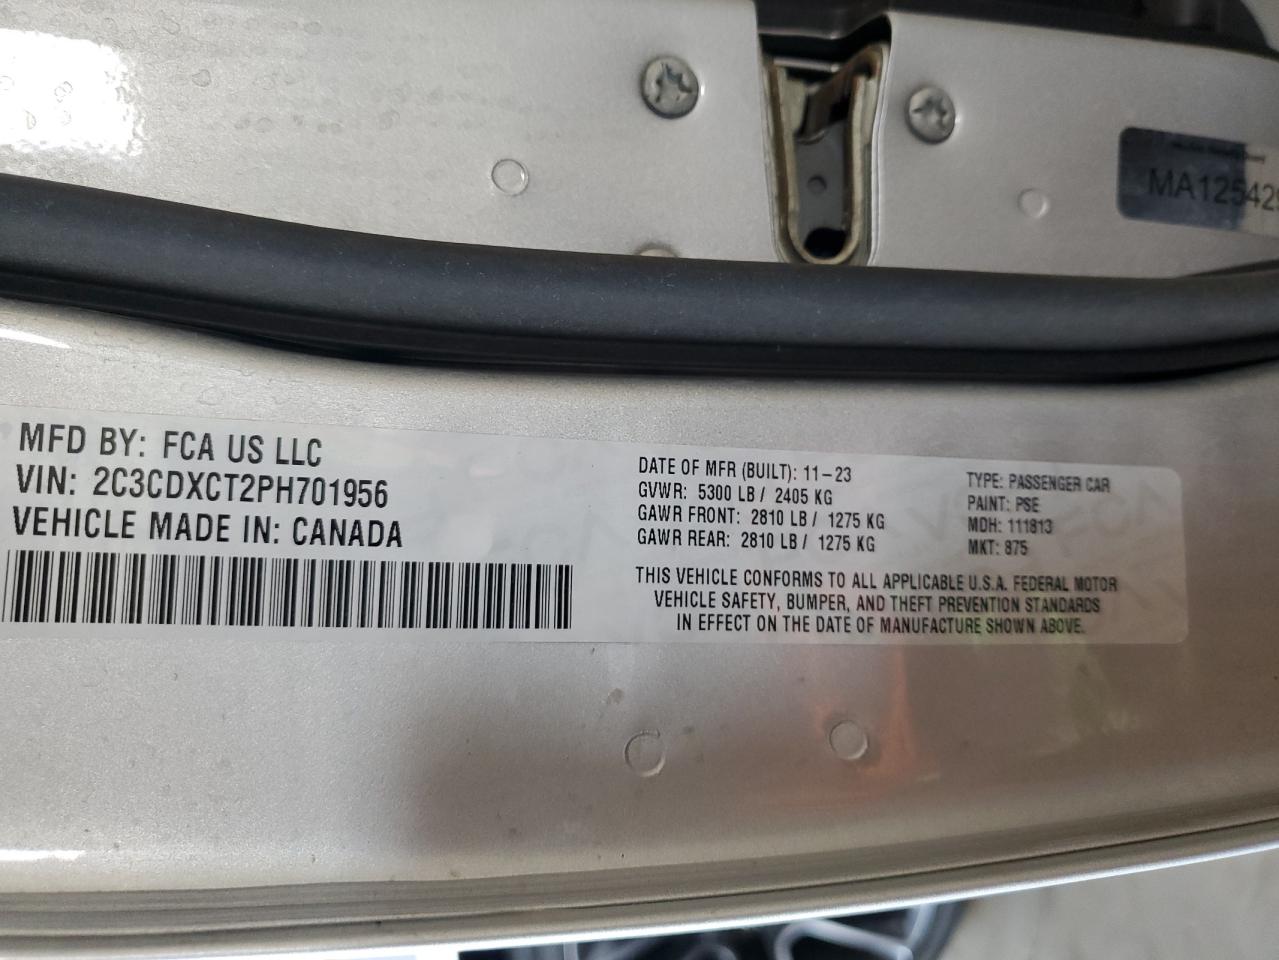 MA12542
MFD BY: FCA US LLC
VIN: 2C3CDXCT2PH701956
VEHICLE MADE IN: CANADA
DATE OF MFR (BUILT): 11-23
GVWR: 5300 LB / 2405 KG
GAWR FRONT: 2810 LB / 1275 KG
GAWR REAR: 2810 LB / 1275 KG
TYPE: PASSENGER CAR
PAINT: PSE
MDH: 111813
MKT: 875
THIS VEHICLE CONFORMS TO ALL APPLICABLE U.S.A. FEDERAL MOTOR
VEHICLE SAFETY, BUMPER, AND THEFT PREVENTION STANDARDS
IN EFFECT ON THE DATE OF MANUFACTURE SHOWN ABOVE.